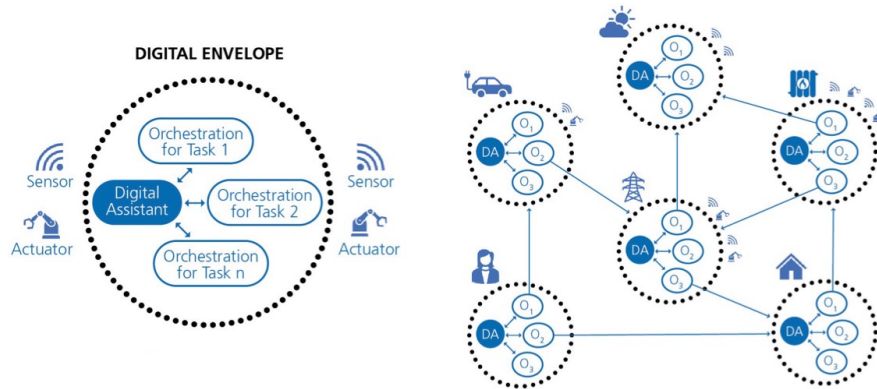 DIGITAL ENVELOPE
Orchestration
for Task 1
Sensor
Digital
Assistant
Orchestration
for Task 2
Sensor
Actuator
Orchestration
for Task n
Actuator
O1
DA
O2
O3
O1
DA
O2
O3
O1
DA
O2
O3
O1
DA
O2
O3
O1
DA
O2
O3
O1
DA
O2
O3